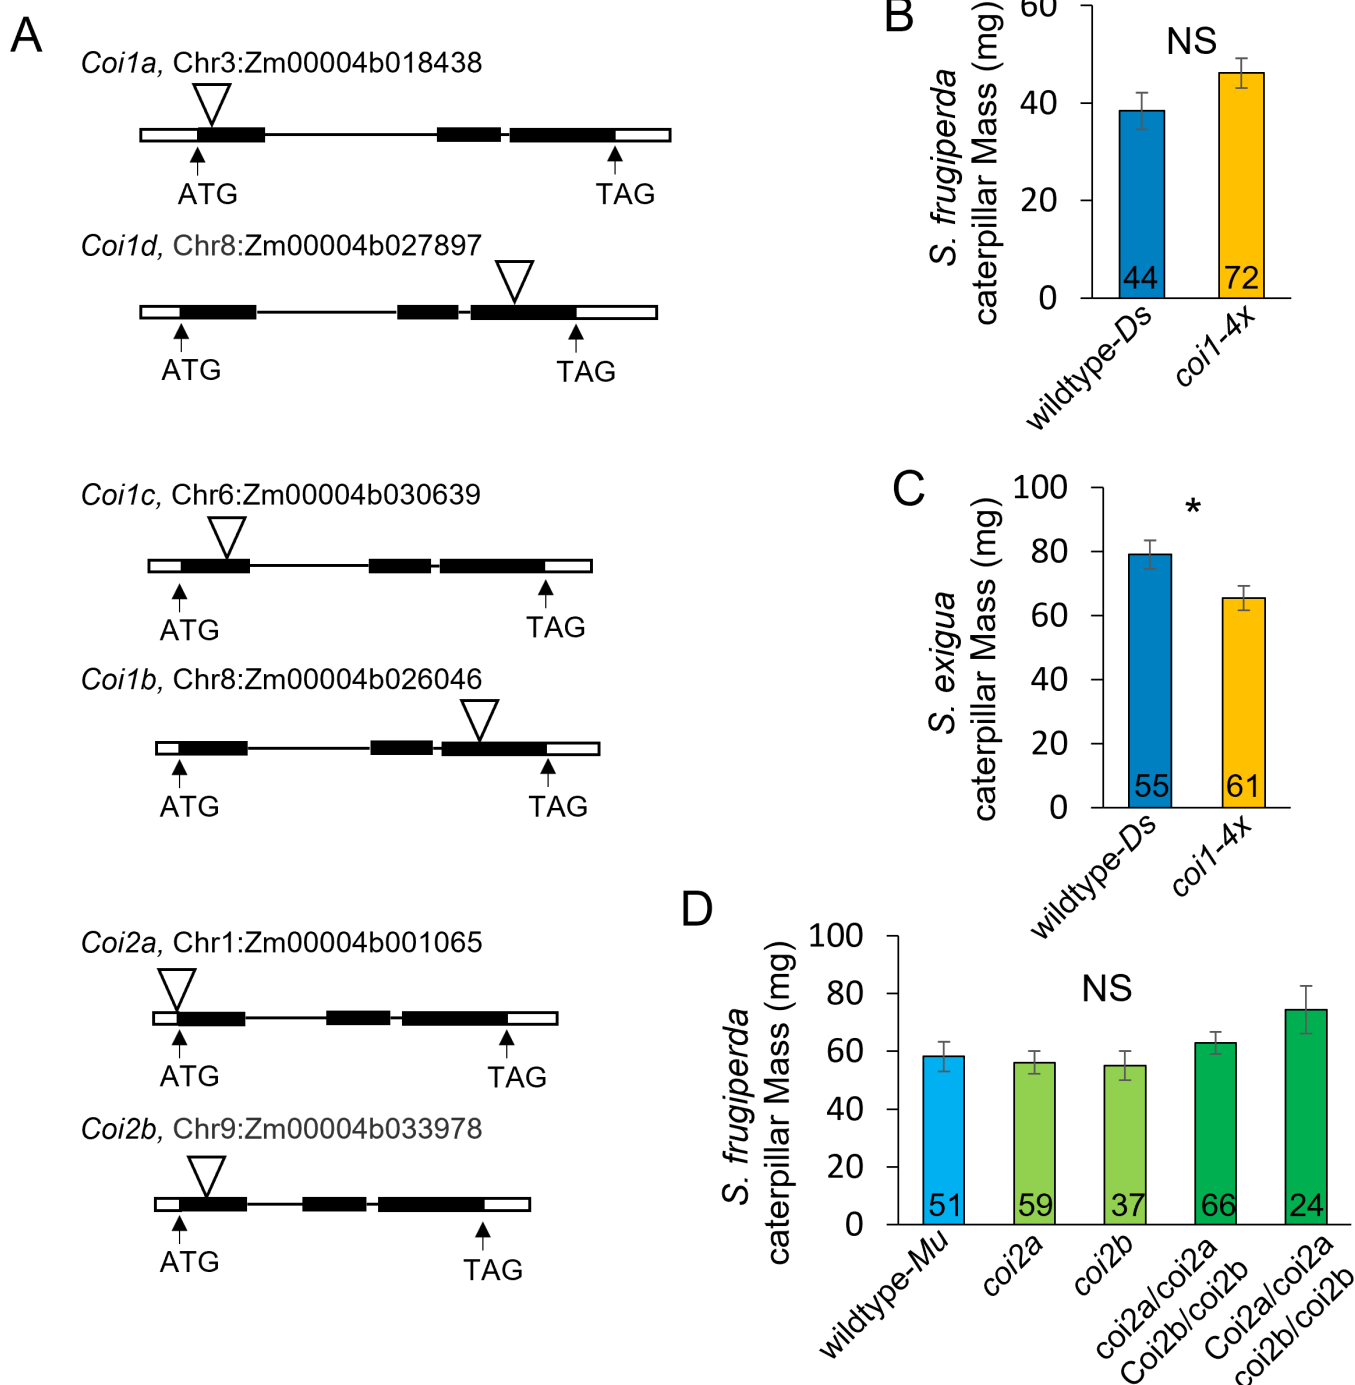 A
Coi1a, Chr3:Zm00004b018438
ATG
TAG
Coi1d, Chr8:Zm00004b027897
ATG
TAG
Coi1c, Chr6:Zm00004b030639
ATG
TAG
Coi1b, Chr8:Zm00004b026046
ATG
TAG
Coi2a, Chr1:Zm00004b001065
ATG
TAG
Coi2b, Chr9:Zm00004b033978
ATG
TAG
B
S. frugiperda
caterpillar Mass (mg)
60
40
20
0
NS
44
72
wildtype-Ds
coi1-4x
C
S. exigua
caterpillar Mass (mg)
100
80
60
40
20
0
*
55
61
wildtype-Ds
coi1-4x
D
S. frugiperda
caterpillar Mass (mg)
100
80
60
40
20
0
NS
51
59
37
66
24
wildtype-Mu
coi2a
coi2b
coi2a/coi2a
Coi2b/coi2b
Coi2a/coi2a
coi2b/coi2b